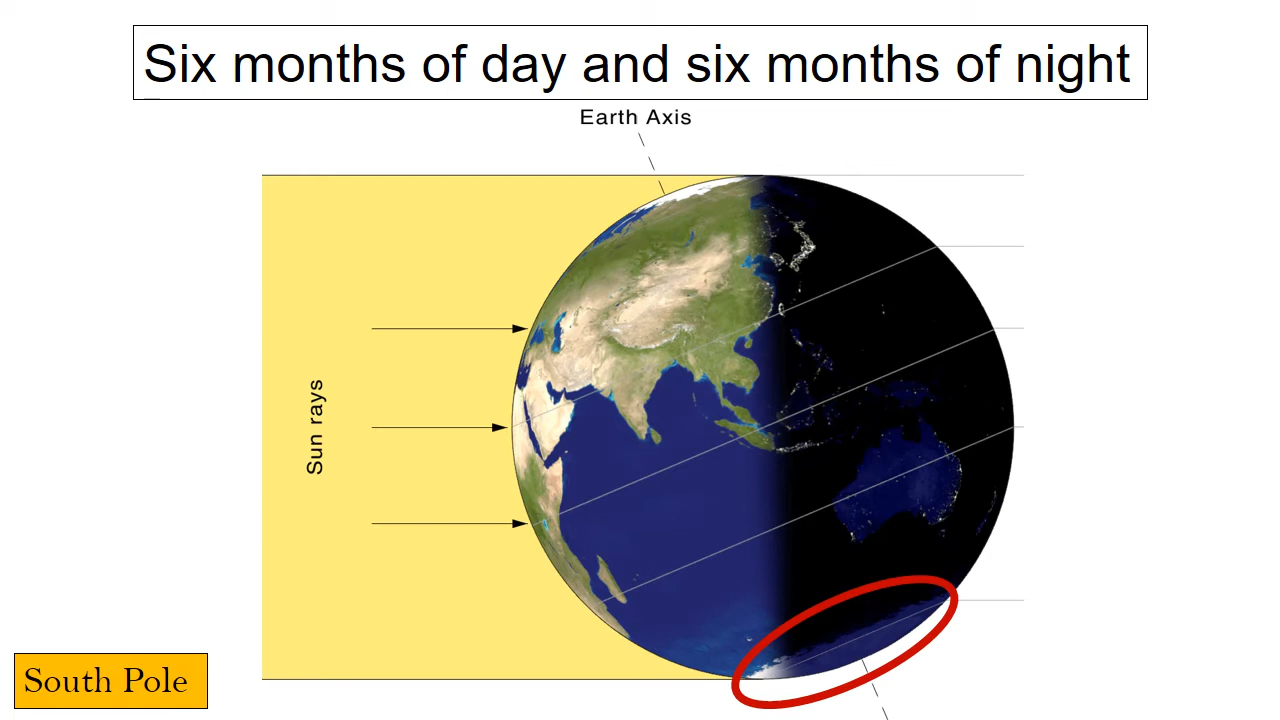 Six months of day and six months of night
Earth Axis
Sun rays
South Pole